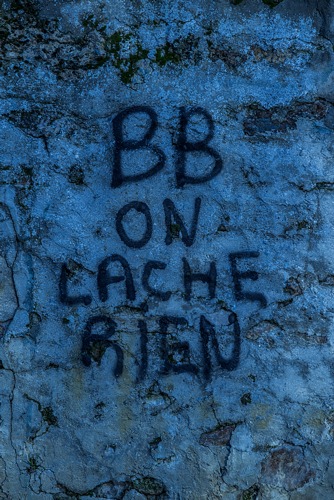 BB
ON
LACHE
RIEN